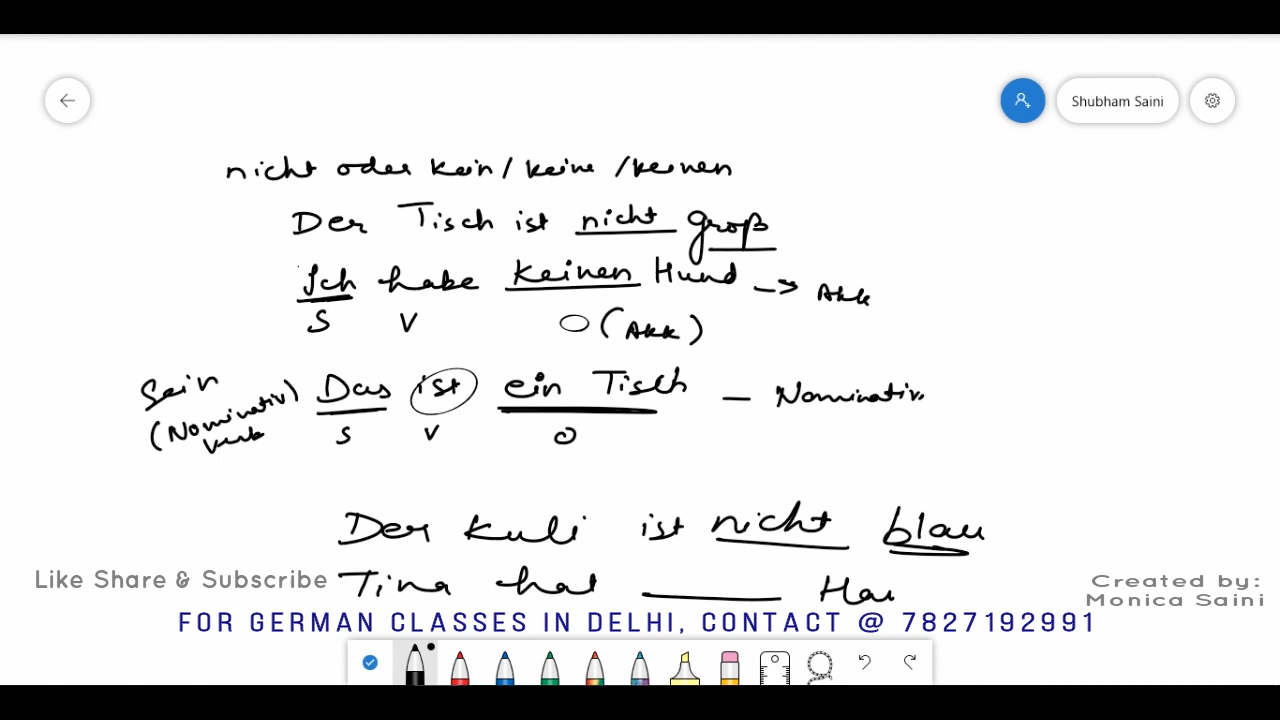 Shubham Saini
nicht oder kein / keine / keinen
Der Tisch ist nicht groß
Ich habe keinen Hund → Akk
S V O (Akk)
Sein
(Nominativ) Das ist ein Tisch — Nominativ
verb S V O
Der Kuli ist nicht blau
Tina hat ______ Hau
Like Share & Subscribe
Created by:
Monica Saini
FOR GERMAN CLASSES IN DELHI, CONTACT @ 7827192991